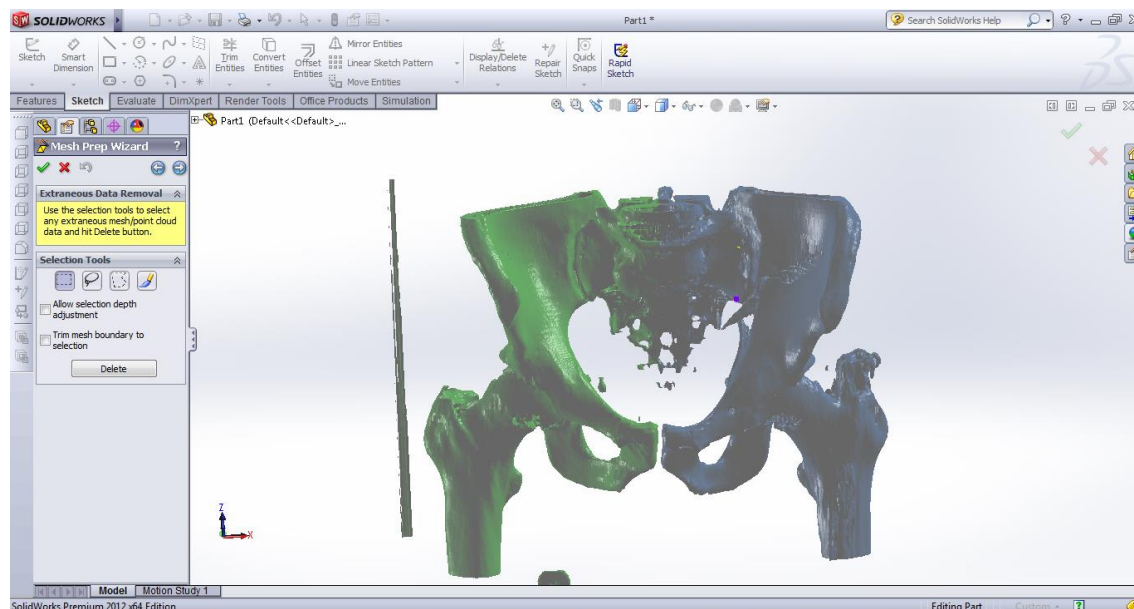 SOLIDWORKS
Part1 *
Search SolidWorks Help
Sketch
Smart Dimension
Trim Entities
Convert Entities
Offset Entities
Mirror Entities
Linear Sketch Pattern
Move Entities
Display/Delete Relations
Repair Sketch
Quick Snaps
Rapid Sketch
Features
Sketch
Evaluate
DimXpert
Render Tools
Office Products
Simulation
Part1 (Default<<Default>_...
Mesh Prep Wizard
?
Extraneous Data Removal
Use the selection tools to select
any extraneous mesh/point cloud
data and hit Delete button.
Selection Tools
Allow selection depth
adjustment
Trim mesh boundary to
selection
Delete
Z
X
Model
Motion Study 1
SolidWorks Premium 2012 x64 Edition
Editing Part
Custom